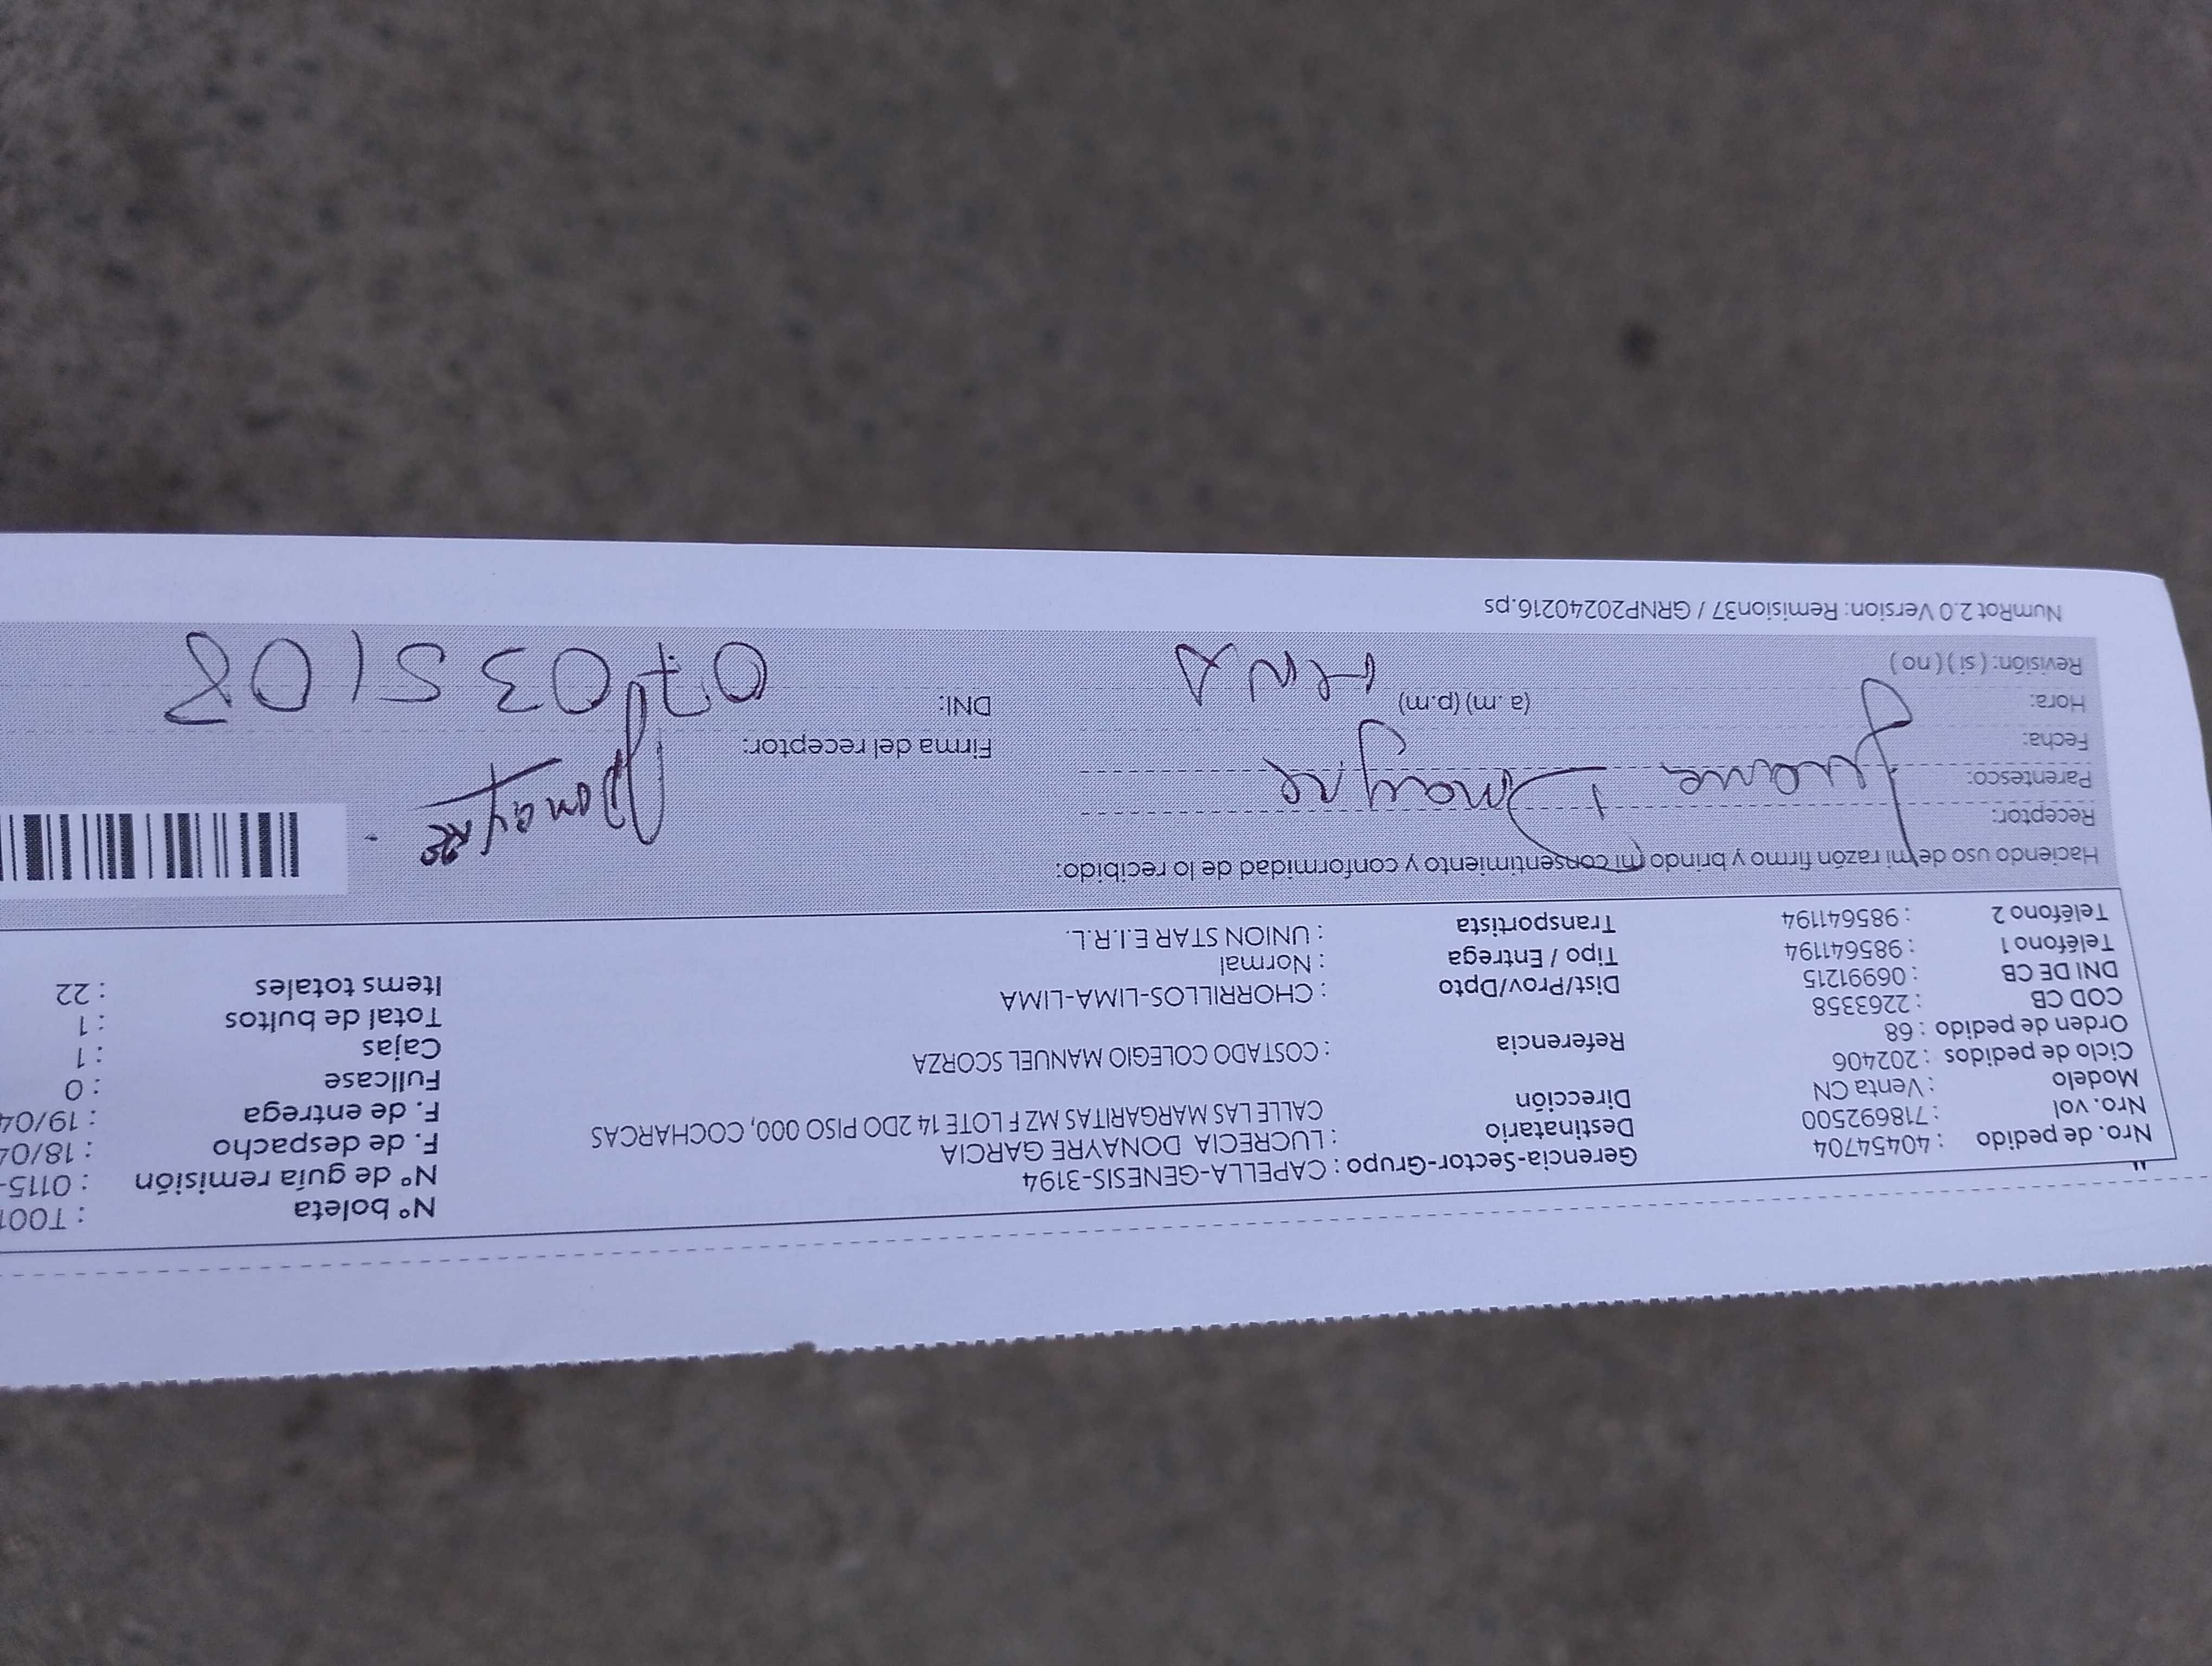 Nro. de pedido : 40454704
Nro. vol : 718692500
Modelo : Venta CN
Ciclo de pedidos : 202406
Orden de pedido : 68
COD CB : 2263358
DNI DE CB : 06991215
Teléfono 1 : 985641194
Teléfono 2 : 985641194
Gerencia-Sector-Grupo : CAPELLA-GENESIS-3194
Destinatario : LUCRECIA DONAYRE GARCIA
Dirección CALLE LAS MARGARITAS MZ F LOTE 14 2DO PISO 000, COCHARCAS
Referencia : COSTADO COLEGIO MANUEL SCORZA
Dist/Prov/Dpto : CHORRILLOS-LIMA-LIMA
Tipo / Entrega : Normal
Transportista : UNION STAR E.I.R.L.
N° boleta : T001
N° de guía remisión : 0115-
F. de despacho : 18/04
F. de entrega : 19/04
Fullcase : 0
Cajas : 1
Total de bultos : 1
Items totales : 22
Haciendo uso de mi razón firmo y brindo mi consentimiento y conformidad de lo recibido:
Receptor:
Parentesco:
Fecha:
Hora: (a. m) (p.m)
Revisión: ( si ) ( no )
Firma del receptor: Donayre
DNI: 07035108
NumRot 2.0 Version: Remision37 / GRNP20240216.ps